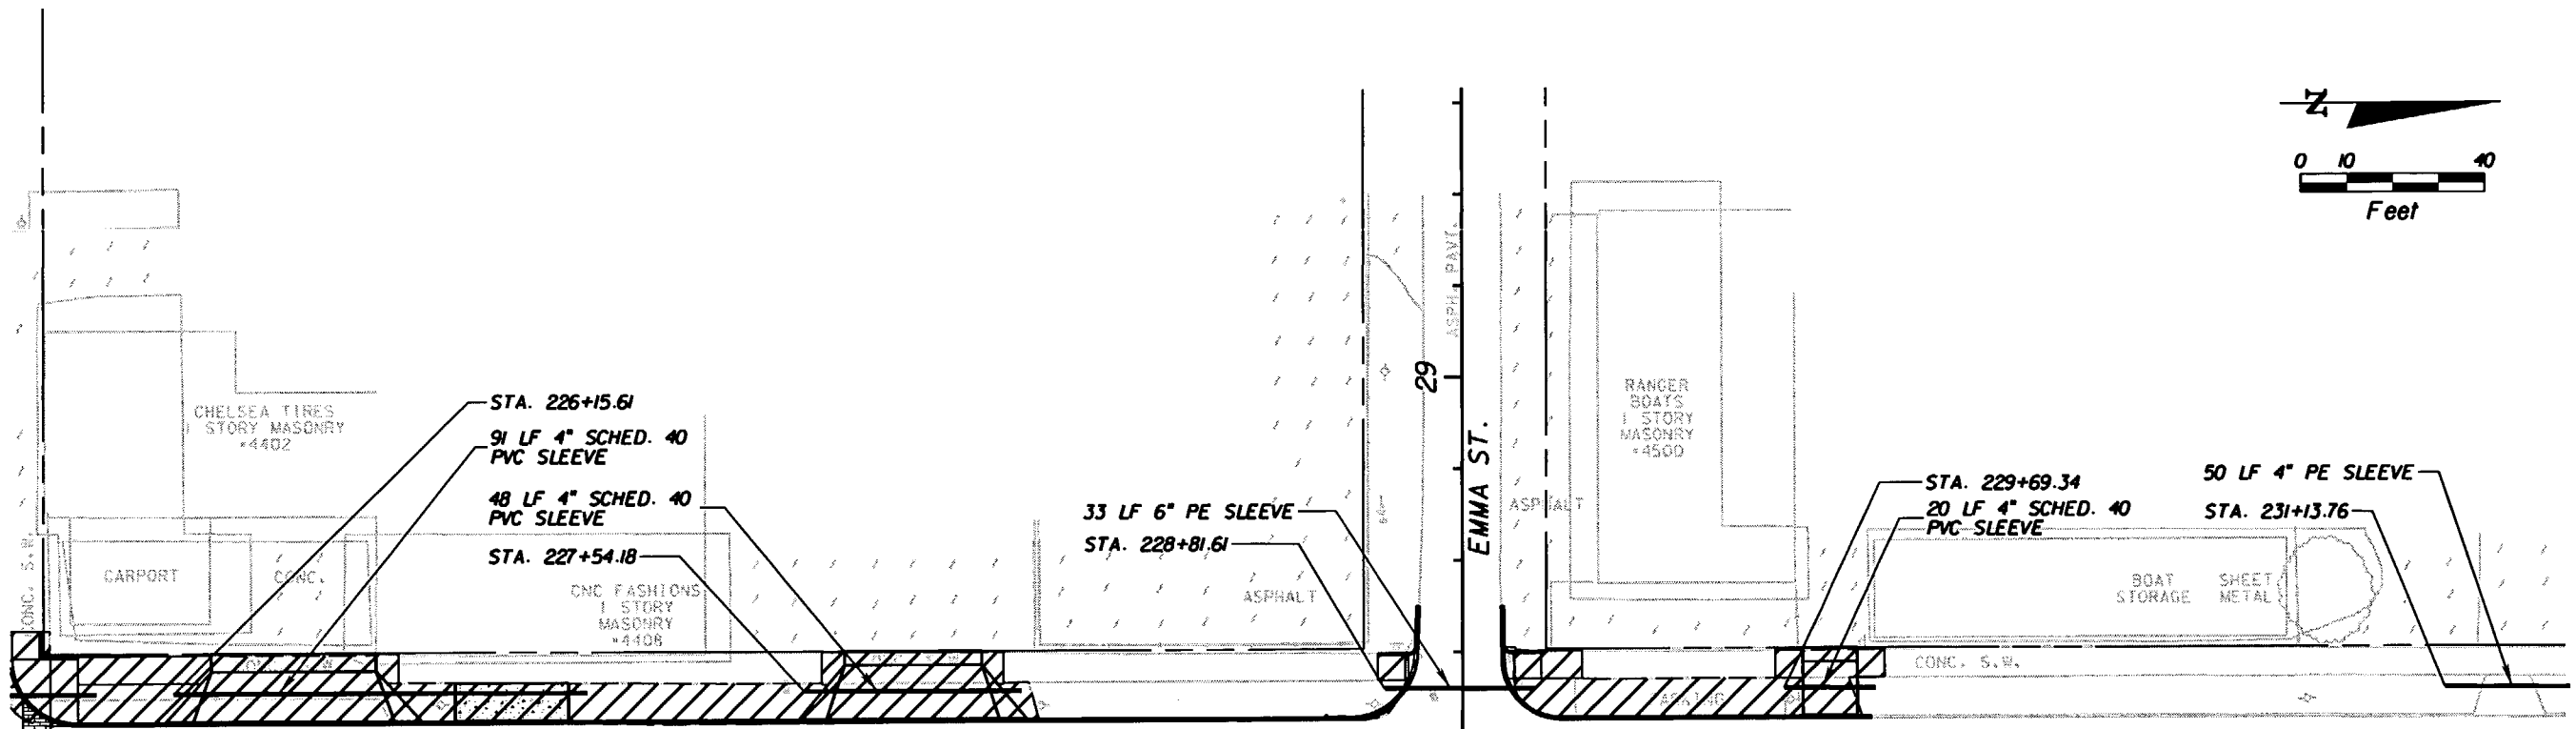 N
0 10 40
Feet
STA. 226+15.61
91 LF 4" SCHED. 40
PVC SLEEVE
48 LF 4" SCHED. 40
PVC SLEEVE
STA. 227+54.18
33 LF 6" PE SLEEVE
STA. 228+81.61
29
EMMA ST.
ASPH. PAVT.
STA. 229+69.34
20 LF 4" SCHED. 40
PVC SLEEVE
50 LF 4" PE SLEEVE
STA. 231+13.76
CHELSEA TIRES
1 STORY MASONRY
*4402
CARPORT
CONC.
CONC. S.W.
CNC FASHIONS
1 STORY
MASONRY
*4408
ASPHALT
RANGER
BOATS
1 STORY
MASONRY
*4500
ASPHALT
BOAT
STORAGE
SHEET
METAL
CONC. S.W.